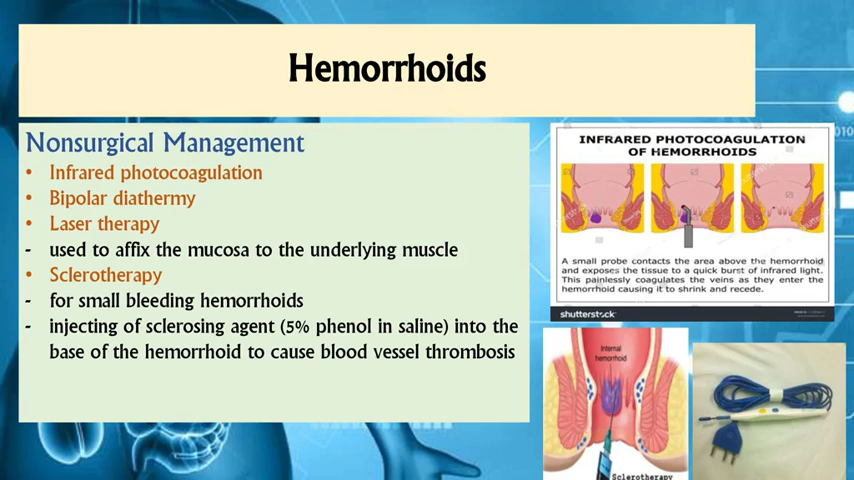 Hemorrhoids
Nonsurgical Management
• Infrared photocoagulation
• Bipolar diathermy
• Laser therapy
- used to affix the mucosa to the underlying muscle
• Sclerotherapy
- for small bleeding hemorrhoids
- injecting of sclerosing agent (5% phenol in saline) into the
base of the hemorrhoid to cause blood vessel thrombosis
INFRARED PHOTOCOAGULATION
OF HEMORRHOIDS
A small probe contacts the area above the hemorrhoid
and exposes the tissue to a quick burst of infrared light.
This painlessly coagulates the veins as they enter the
hemorrhoid causing it to shrink and recede.
shutterstock
Internal
hemorrhoid
Sclerotherapy